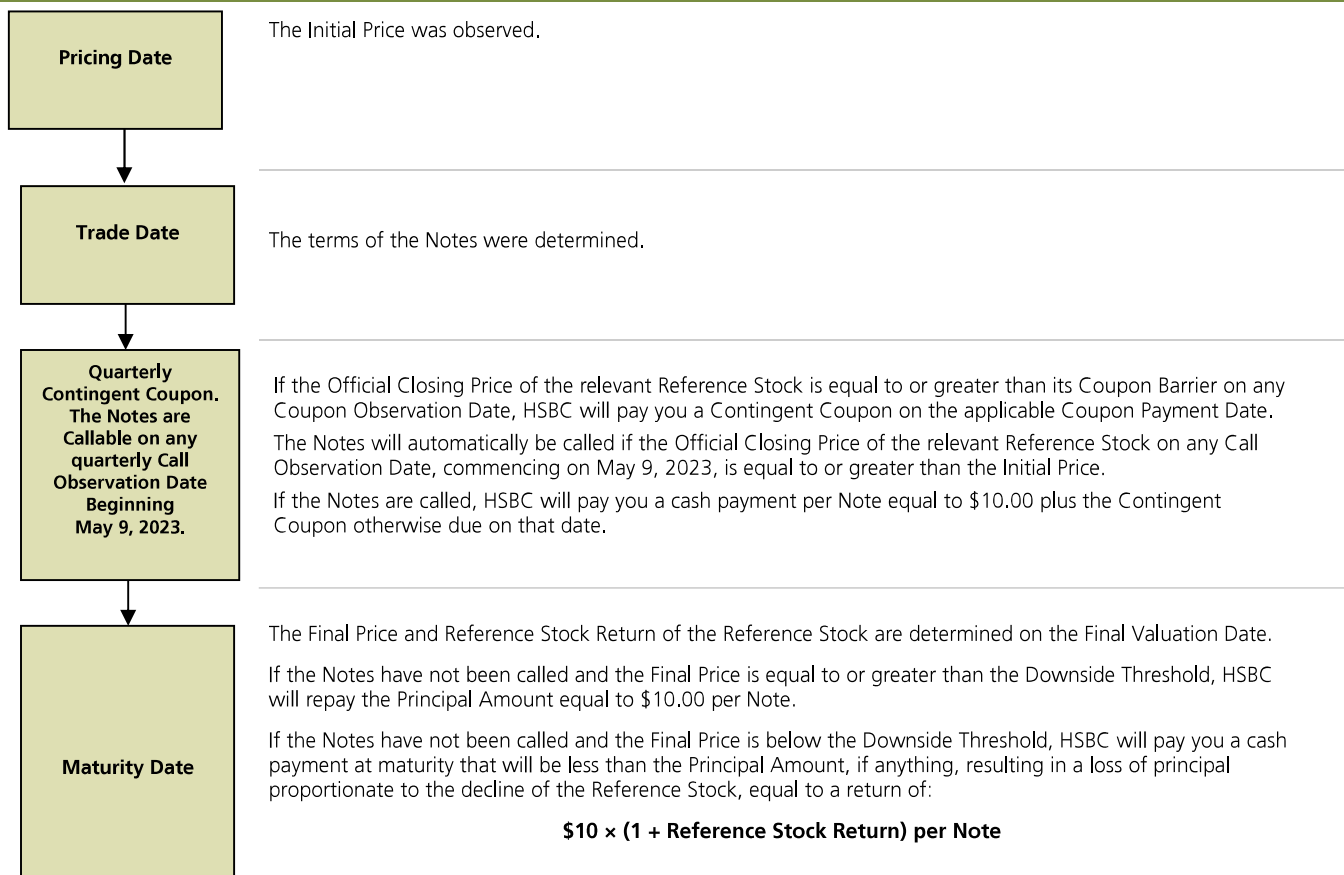 Pricing Date
The Initial Price was observed.
Trade Date
The terms of the Notes were determined.
Quarterly
Contingent Coupon.
The Notes are
Callable on any
quarterly Call
Observation Date
Beginning
May 9, 2023.
If the Official Closing Price of the relevant Reference Stock is equal to or greater than its Coupon Barrier on any
Coupon Observation Date, HSBC will pay you a Contingent Coupon on the applicable Coupon Payment Date.
The Notes will automatically be called if the Official Closing Price of the relevant Reference Stock on any Call
Observation Date, commencing on May 9, 2023, is equal to or greater than the Initial Price.
If the Notes are called, HSBC will pay you a cash payment per Note equal to $10.00 plus the Contingent
Coupon otherwise due on that date.
Maturity Date
The Final Price and Reference Stock Return of the Reference Stock are determined on the Final Valuation Date.
If the Notes have not been called and the Final Price is equal to or greater than the Downside Threshold, HSBC
will repay the Principal Amount equal to $10.00 per Note.
If the Notes have not been called and the Final Price is below the Downside Threshold, HSBC will pay you a cash
payment at maturity that will be less than the Principal Amount, if anything, resulting in a loss of principal
proportionate to the decline of the Reference Stock, equal to a return of:
$10 × (1 + Reference Stock Return) per Note